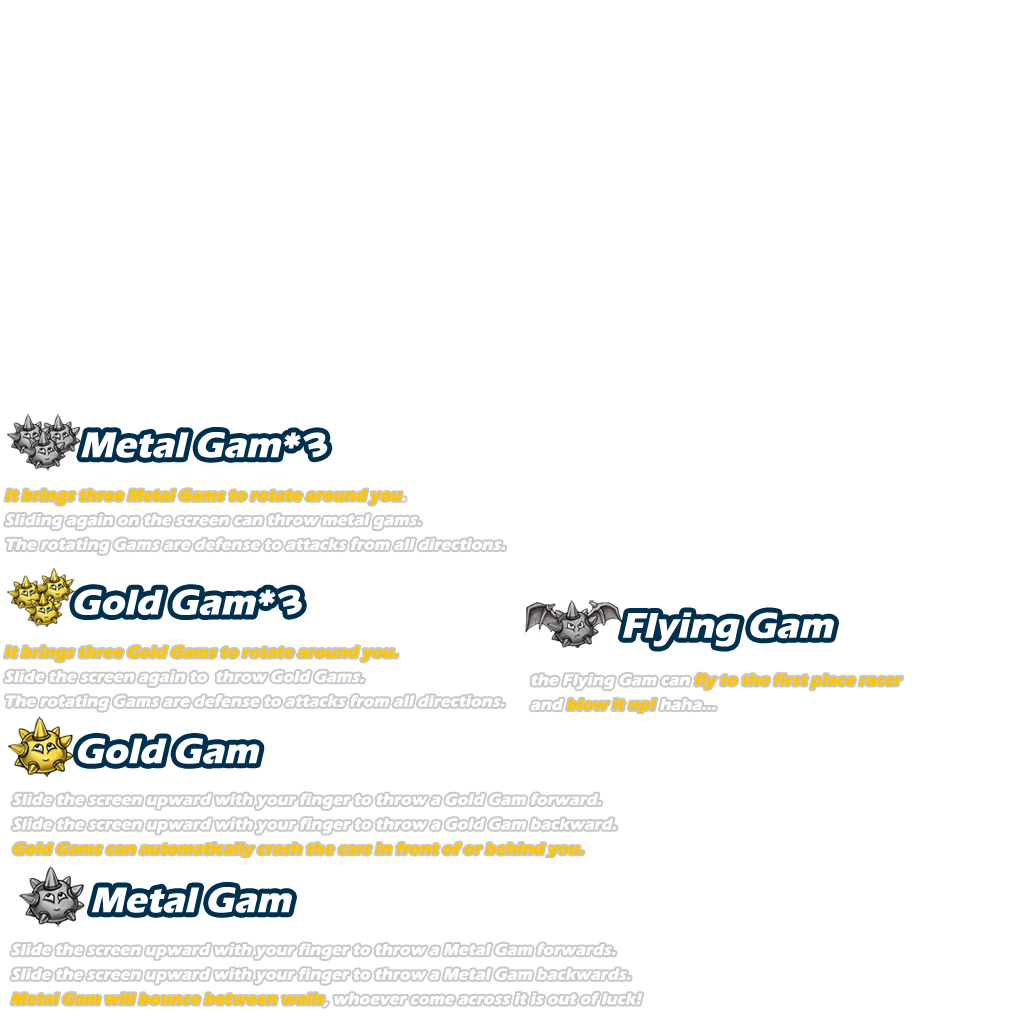 Metal Gam*3
It brings three Metal Gams to rotate around you.
Sliding again on the screen can throw metal gams.
The rotating Gams are defense to attacks from all directions.
Gold Gam*3
It brings three Gold Gams to rotate around you.
Slide the screen again to  throw Gold Gams.
The rotating Gams are defense to attacks from all directions.
Flying Gam
the Flying Gam can fly to the first place racer
and blow it up! haha...
Gold Gam
Slide the screen upward with your finger to throw a Gold Gam forward.
Slide the screen upward with your finger to throw a Gold Gam backward.
Gold Gams can automatically crash the cars in front of or behind you.
Metal Gam
Slide the screen upward with your finger to throw a Metal Gam forwards.
Slide the screen upward with your finger to throw a Metal Gam backwards.
Metal Gam will bounce between walls, whoever come across it is out of luck!